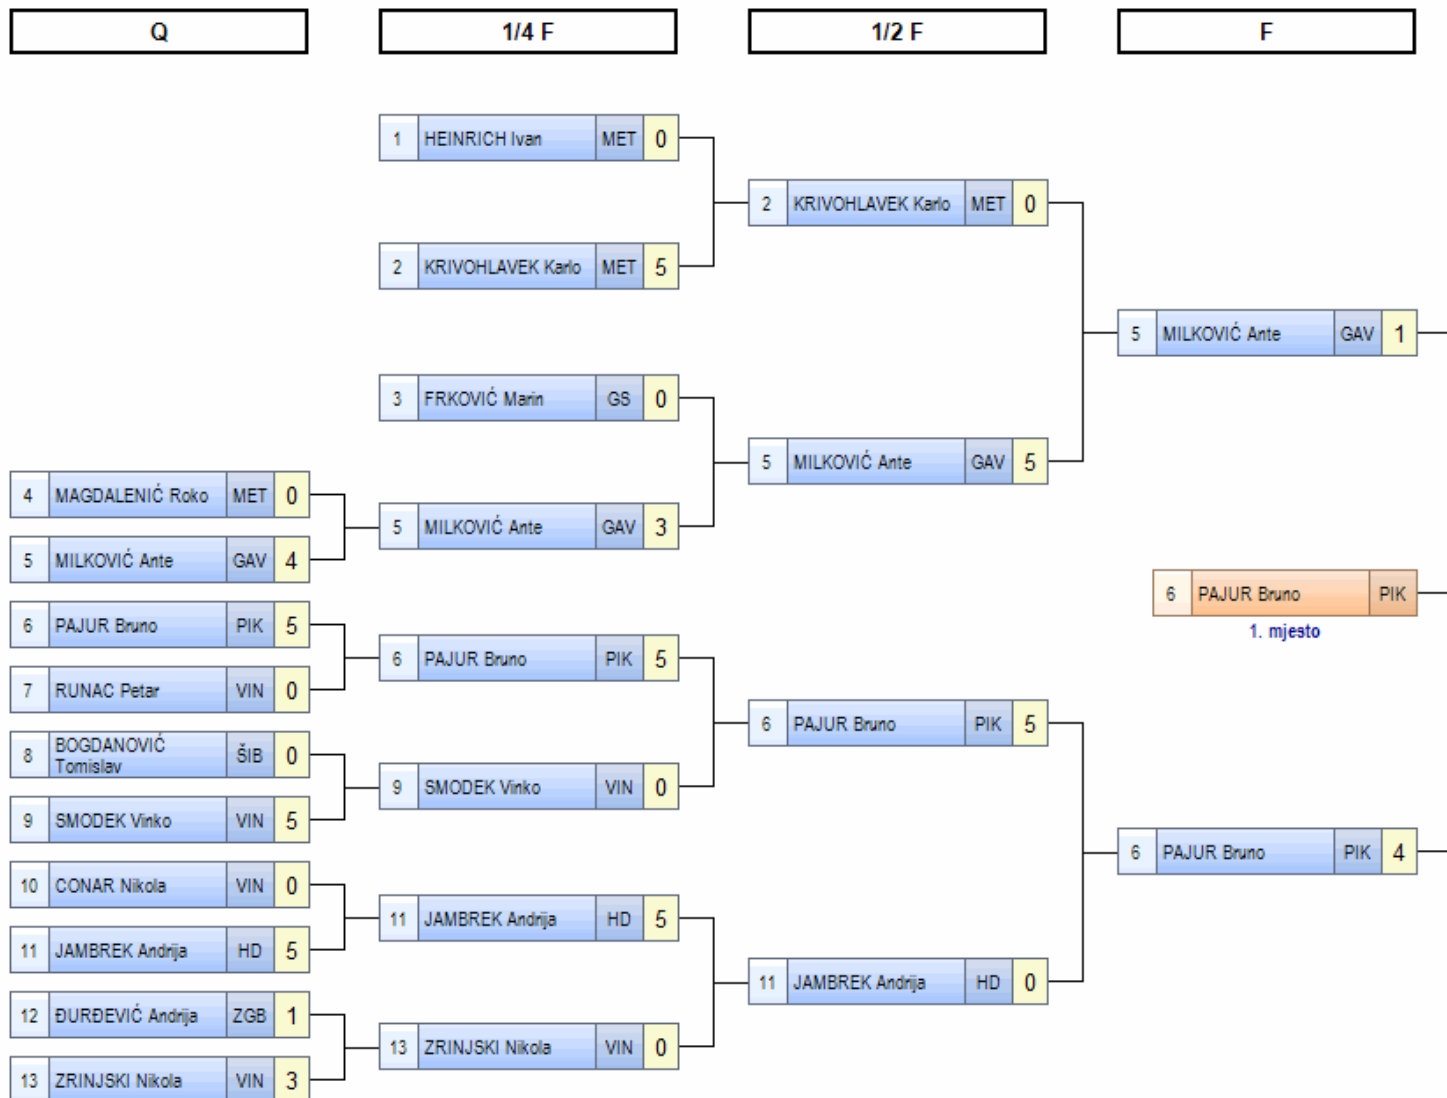 Q 1/4 F 1/2 F F
1 HEINRICH Ivan MET 0
2 KRIVOHLAVEK Karlo MET 0
2 KRIVOHLAVEK Karlo MET 5
5 MILKOVIĆ Ante GAV 1
3 FRKOVIĆ Marin GS 0
5 MILKOVIĆ Ante GAV 5
4 MAGDALENIĆ Roko MET 0
5 MILKOVIĆ Ante GAV 3
5 MILKOVIĆ Ante GAV 4
6 PAJUR Bruno PIK
1. mjesto
6 PAJUR Bruno PIK 5
6 PAJUR Bruno PIK 5
7 RUNAC Petar VIN 0
6 PAJUR Bruno PIK 5
8 BOGDANOVIĆ
Tomislav ŠIB 0
9 SMODEK Vinko VIN 0
9 SMODEK Vinko VIN 5
6 PAJUR Bruno PIK 4
10 CONAR Nikola VIN 0
11 JAMBREK Andrija HD 5
11 JAMBREK Andrija HD 5
11 JAMBREK Andrija HD 0
12 ĐURĐEVIĆ Andrija ZGB 1
13 ZRINJSKI Nikola VIN 0
13 ZRINJSKI Nikola VIN 3